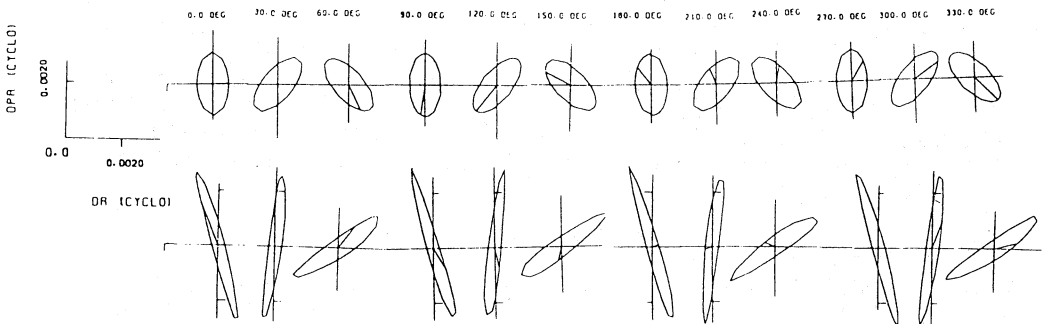 0.0 DEG 30.0 DEG 60.0 DEG 90.0 DEG 120.0 DEG 150.0 DEG 180.0 DEG 210.0 DEG 240.0 DEG 270.0 DEG 300.0 DEG 330.0 DEG
DPR (CYCLO)
0.0020
0.0
0.0020
DR (CYCLO)